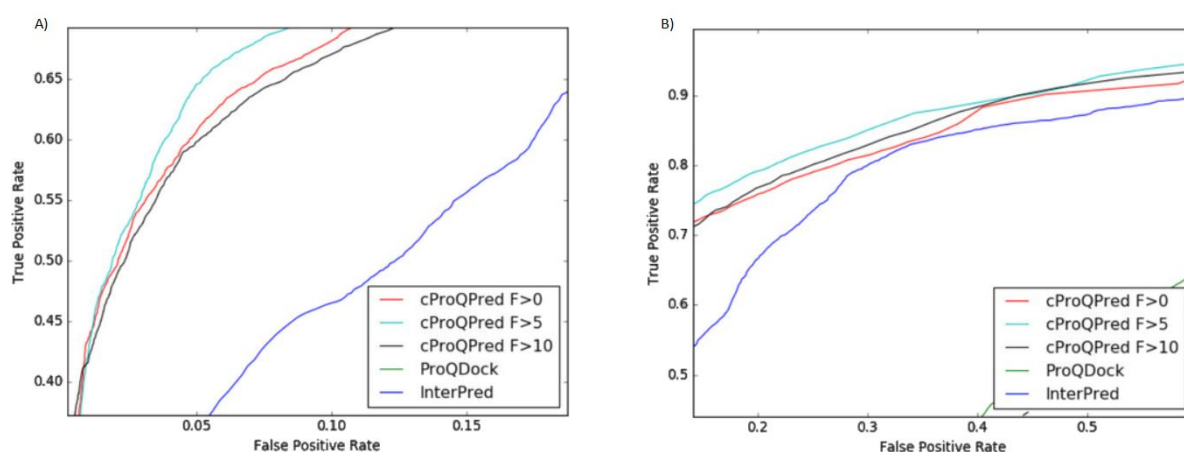 A)
0.65
0.60
0.55
0.50
0.45
0.40
True Positive Rate
0.05
0.10
0.15
False Positive Rate
cProQPred F>0
cProQPred F>5
cProQPred F>10
ProQDock
InterPred
B)
0.9
0.8
0.7
0.6
0.5
True Positive Rate
0.2
0.3
0.4
0.5
False Positive Rate
cProQPred F>0
cProQPred F>5
cProQPred F>10
ProQDock
InterPred